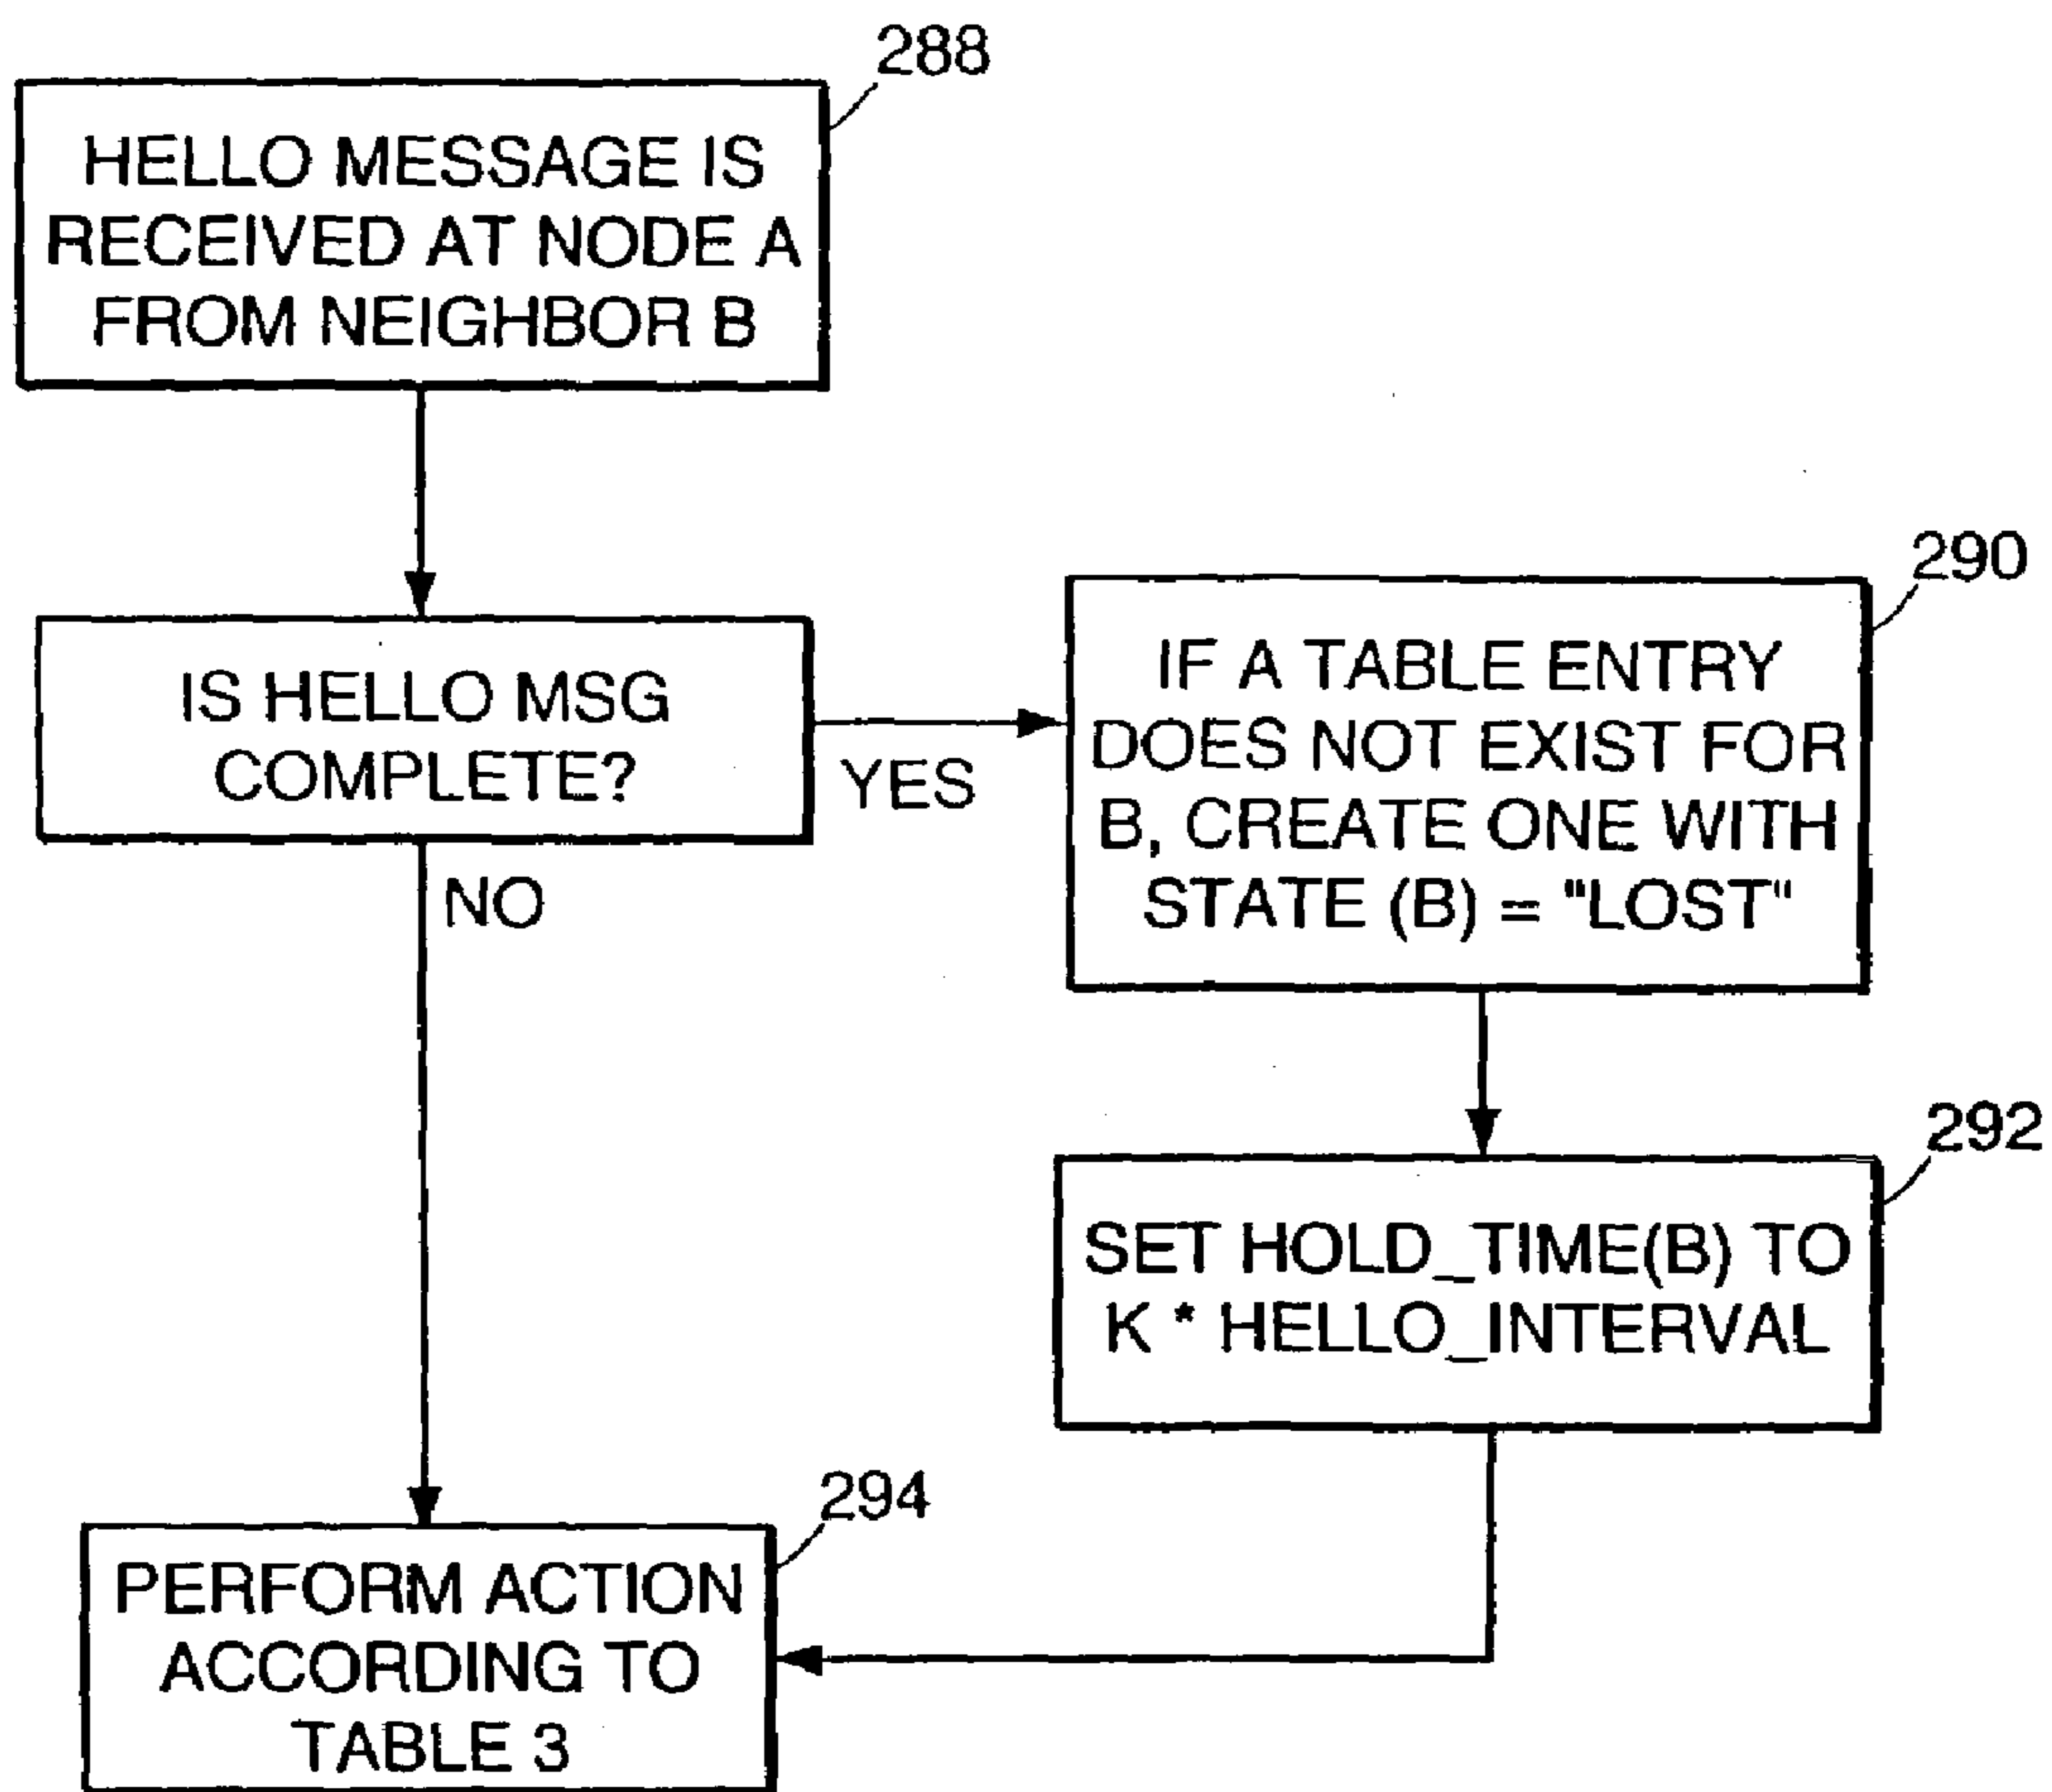 288
HELLO MESSAGE IS
RECEIVED AT NODE A
FROM NEIGHBOR B
IS HELLO MSG
COMPLETE?
YES
NO
290
IF A TABLE ENTRY
DOES NOT EXIST FOR
B, CREATE ONE WITH
STATE (B) = "LOST"
292
SET HOLD_TIME(B) TO
K * HELLO_INTERVAL
294
PERFORM ACTION
ACCORDING TO
TABLE 3